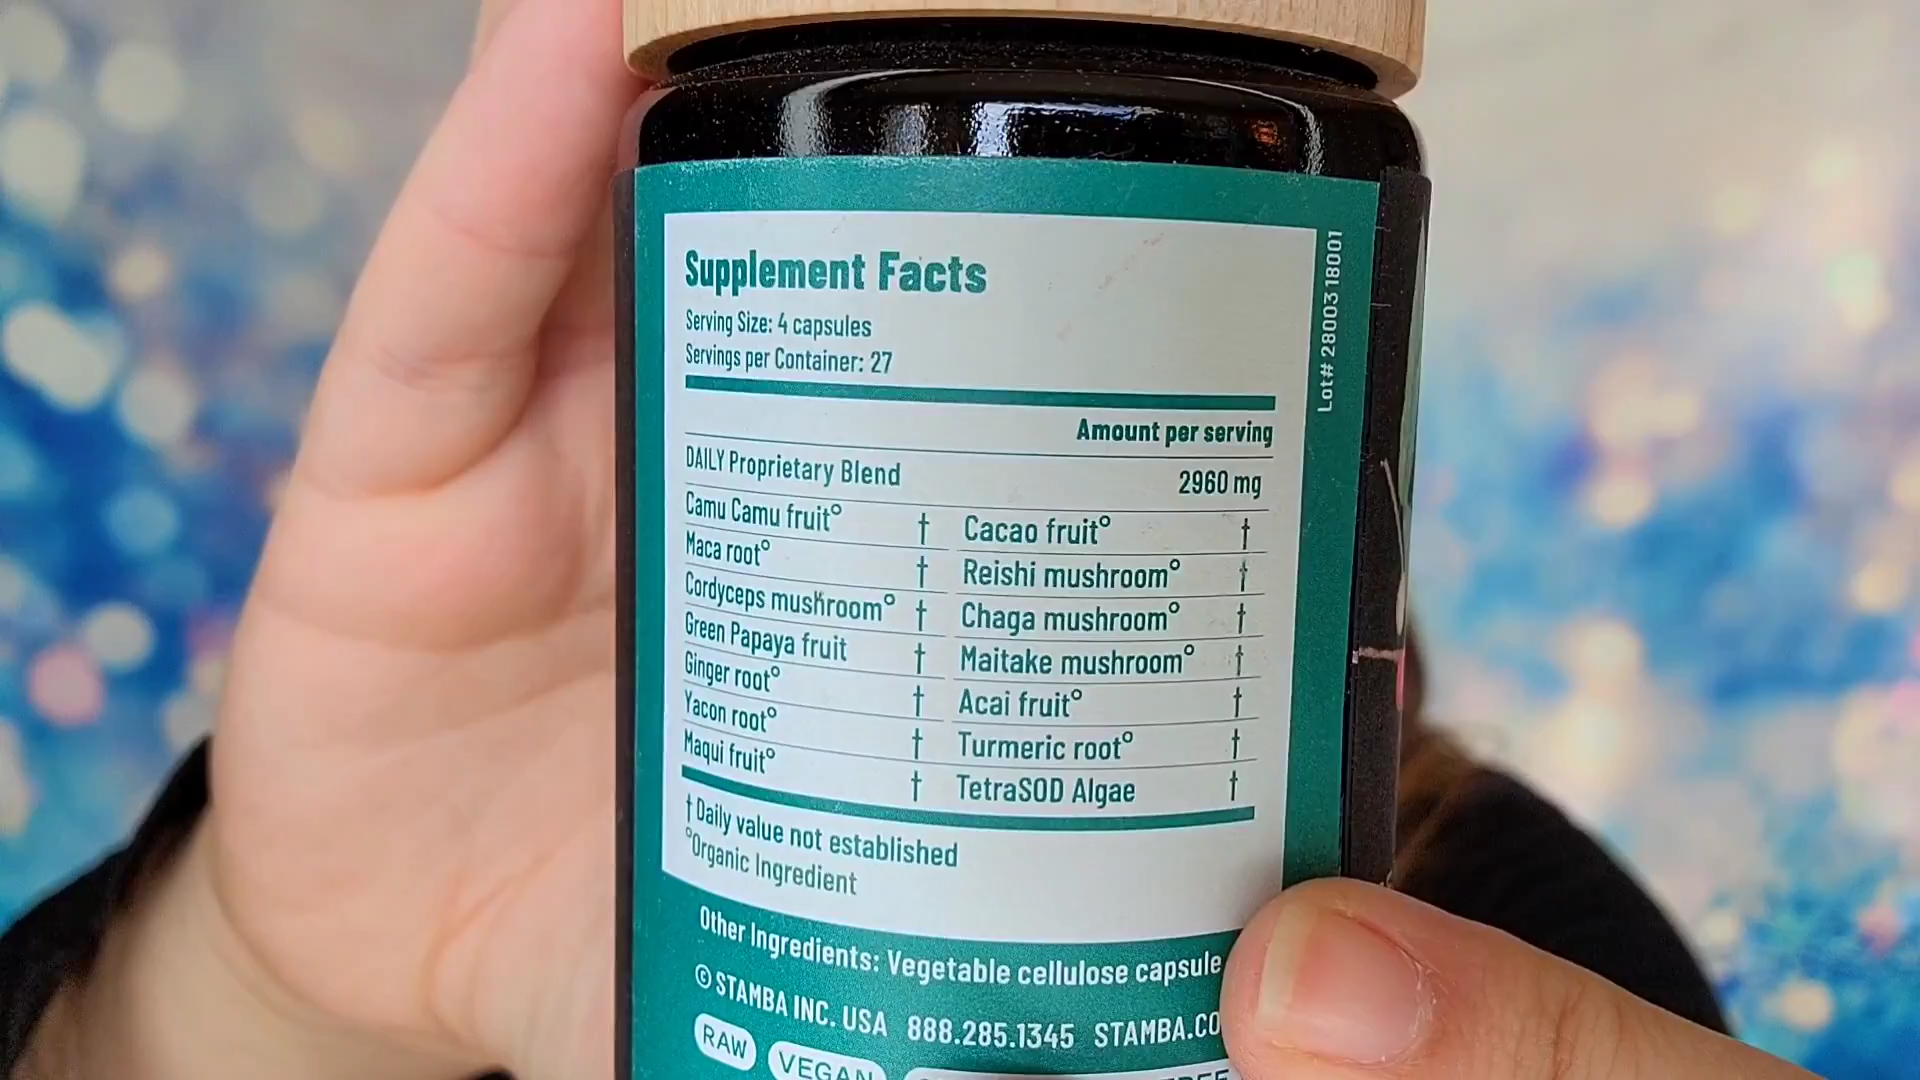 Supplement Facts
Serving Size: 4 capsules
Servings per Container: 27
Amount per serving
DAILY Proprietary Blend 2960 mg
Camu Camu fruit° † Cacao fruit° †
Maca root° † Reishi mushroom° †
Cordyceps mushroom° † Chaga mushroom° †
Green Papaya fruit † Maitake mushroom° †
Ginger root° † Acai fruit° †
Yacon root° † Turmeric root° †
Maqui fruit° † TetraSOD Algae †
† Daily value not established
°Organic Ingredient
Other Ingredients: Vegetable cellulose capsule
© STAMBA INC. USA 888.285.1345 STAMBA.CO
RAW VEGAN
Lot# 2800318001